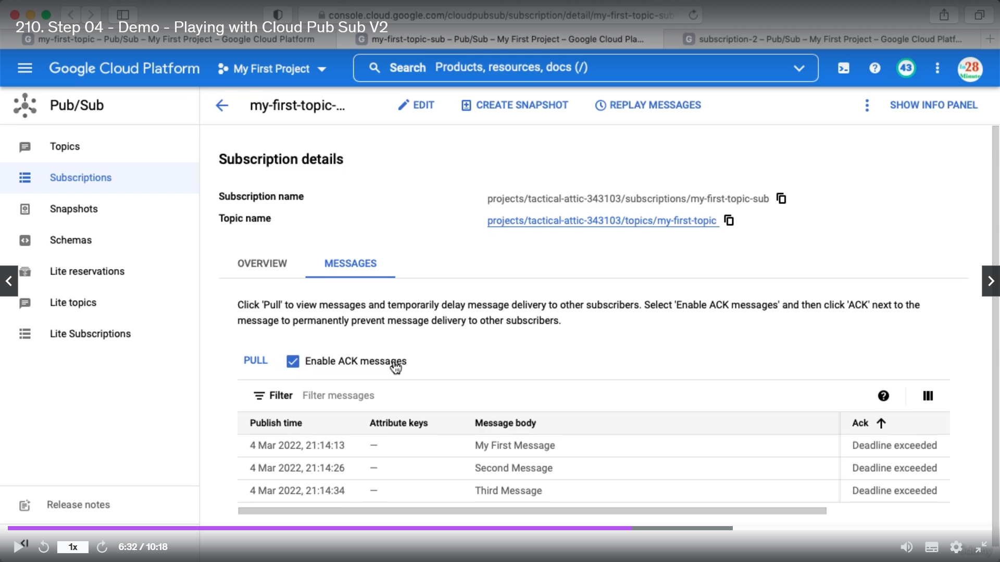 console.cloud.google.com/cloudpubsub/subscription/detail/my-first-topic-sub
210. Step 04 - Demo - Playing with Cloud Pub Sub V2
G my-first-topic – Pub/Sub – My First Project – Google Cloud Platform
G my-first-topic-sub – Pub/Sub – My First Project – Google Cloud Pla...
G subscription-2 – Pub/Sub – My First Project – Google Cloud Platf...
Google Cloud Platform
My First Project
Search Products, resources, docs (/)
43
in28
Minutes
Pub/Sub
my-first-topic-...
EDIT
CREATE SNAPSHOT
REPLAY MESSAGES
SHOW INFO PANEL
Topics
Subscriptions
Snapshots
Schemas
Lite reservations
Lite topics
Lite Subscriptions
Release notes
Subscription details
Subscription name
projects/tactical-attic-343103/subscriptions/my-first-topic-sub
Topic name
projects/tactical-attic-343103/topics/my-first-topic
OVERVIEW
MESSAGES
Click 'Pull' to view messages and temporarily delay message delivery to other subscribers. Select 'Enable ACK messages' and then click 'ACK' next to the
message to permanently prevent message delivery to other subscribers.
PULL
Enable ACK messages
Filter Filter messages
Publish time Attribute keys Message body Ack
4 Mar 2022, 21:14:13 — My First Message Deadline exceeded
4 Mar 2022, 21:14:26 — Second Message Deadline exceeded
4 Mar 2022, 21:14:34 — Third Message Deadline exceeded
1x
6:32 / 10:18
udemy